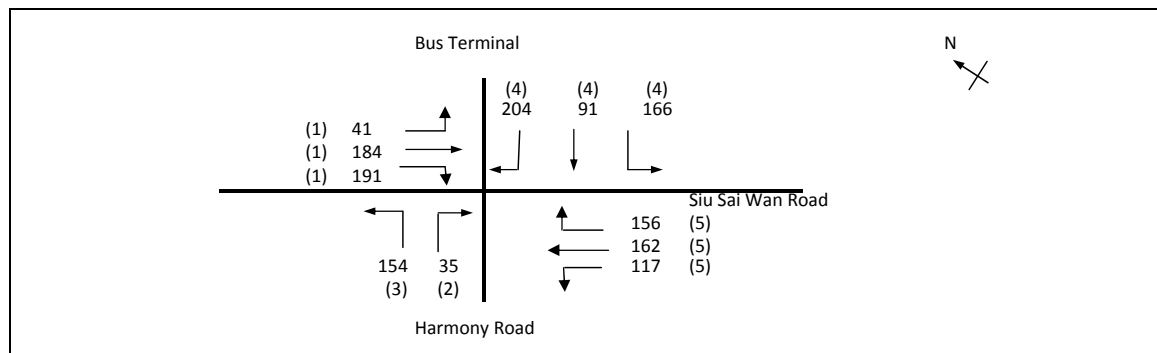 Bus Terminal
N
(4) (4) (4)
204 91 166
(1) 41
(1) 184
(1) 191
Siu Sai Wan Road
156 (5)
162 (5)
117 (5)
154 35
(3) (2)
Harmony Road